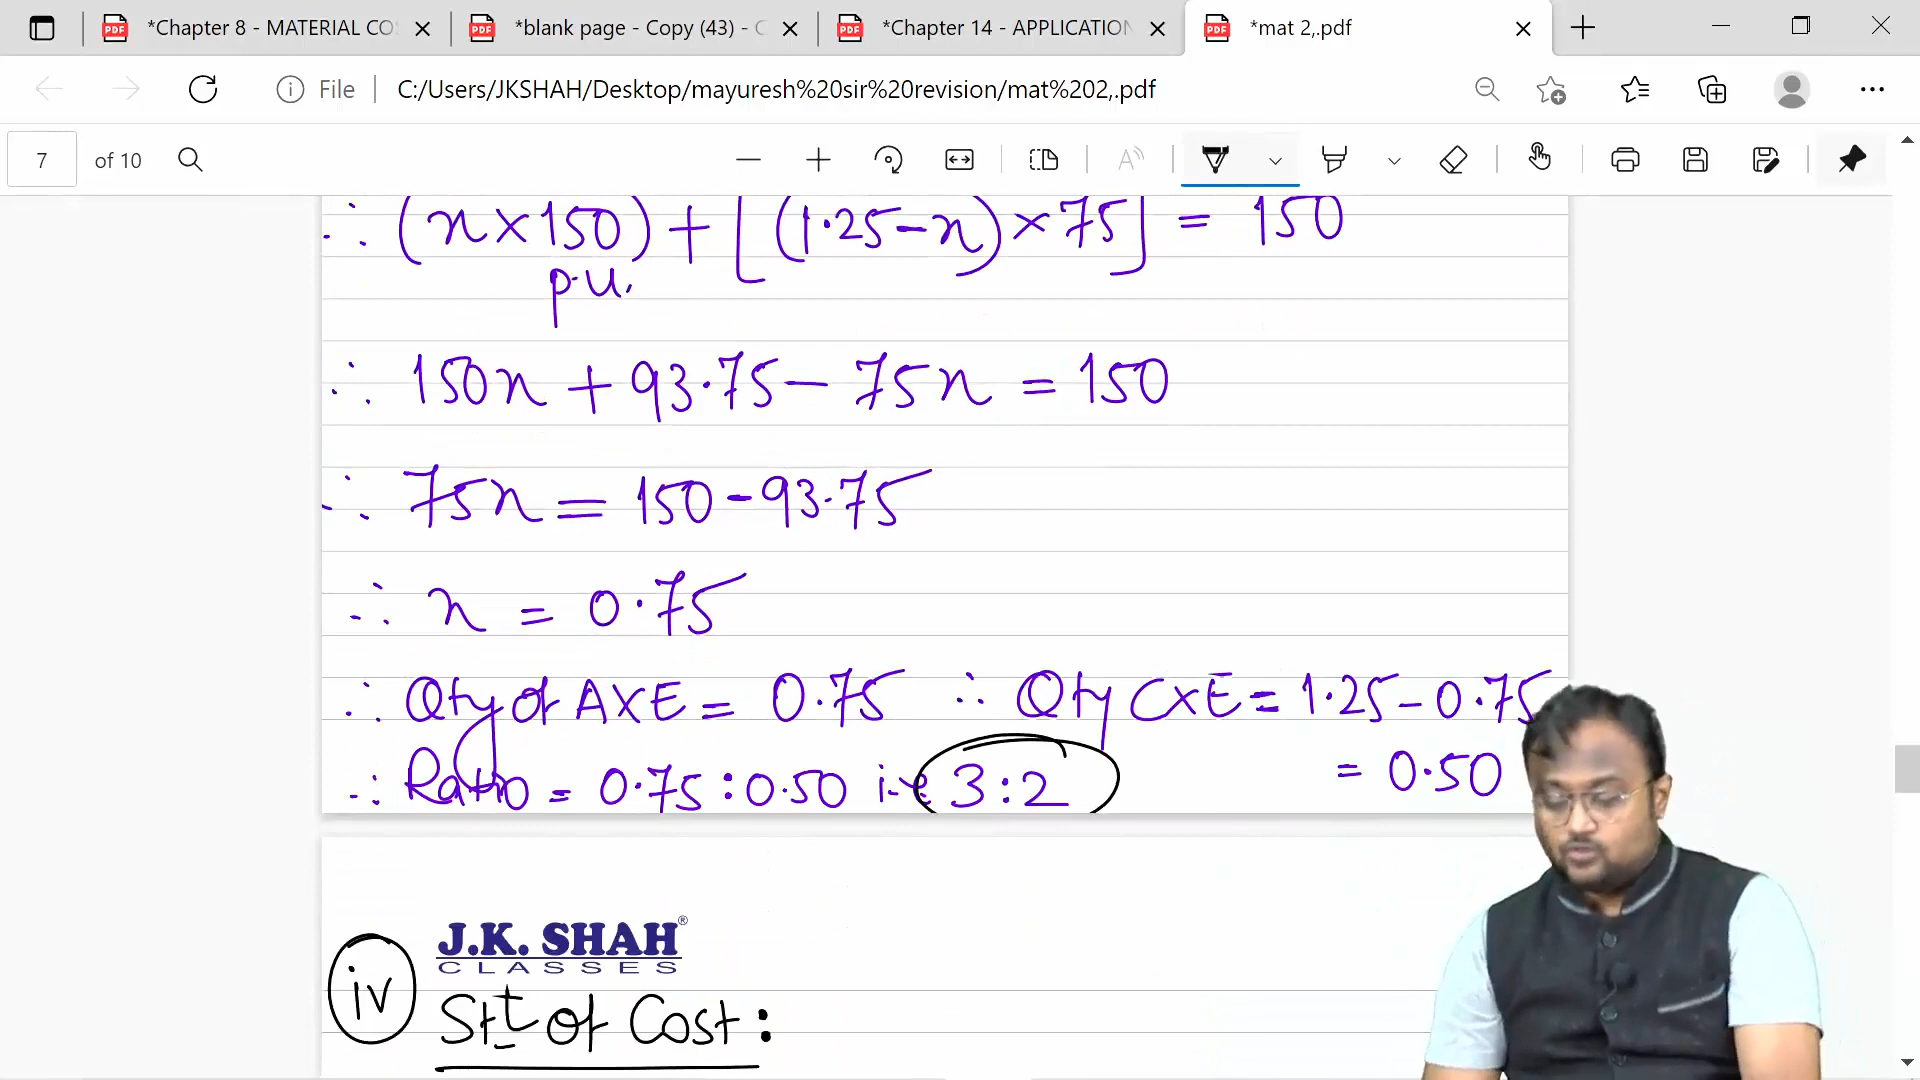 *Chapter 8 - MATERIAL CO
*blank page - Copy (43) - C
*Chapter 14 - APPLICATION
*mat 2,.pdf
File
C:/Users/JKSHAH/Desktop/mayuresh%20sir%20revision/mat%202,.pdf
7 of 10
∴ (x × 150) + [(1.25 - x) × 75] = 150
p.u.
∴ 150x + 93.75 - 75x = 150
∴ 75x = 150 - 93.75
∴ x = 0.75
∴ Qty of AXE = 0.75 ∴ Qty CXE = 1.25 - 0.75
= 0.50
∴ Ratio = 0.75 : 0.50 i.e 3 : 2
J.K. SHAH®
CLASSES
iv
Stt of Cost :